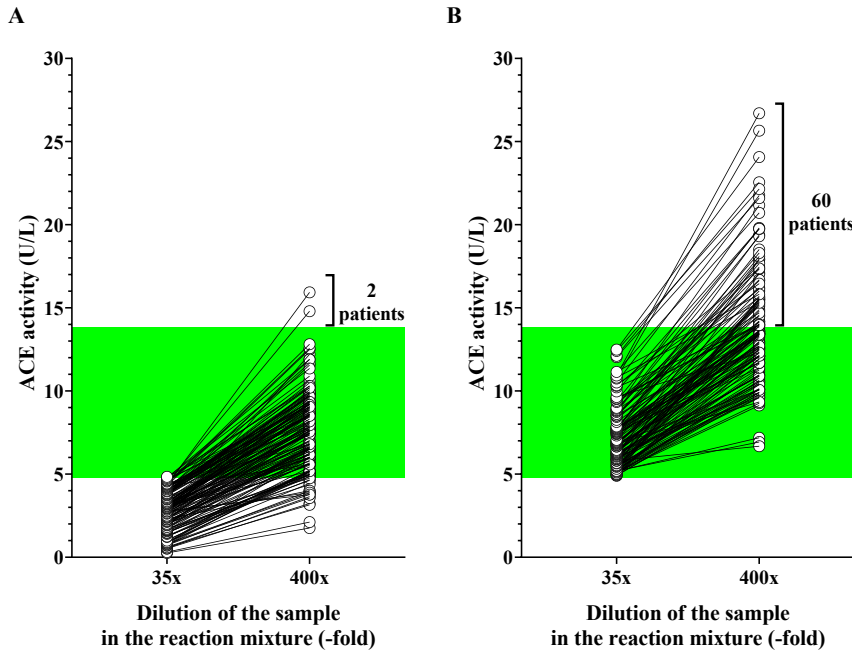 A
ACE activity (U/L)
30
25
20
15
10
5
0
2
patients
35x
400x
Dilution of the sample
in the reaction mixture (-fold)
B
ACE activity (U/L)
30
25
20
15
10
5
0
60
patients
35x
400x
Dilution of the sample
in the reaction mixture (-fold)